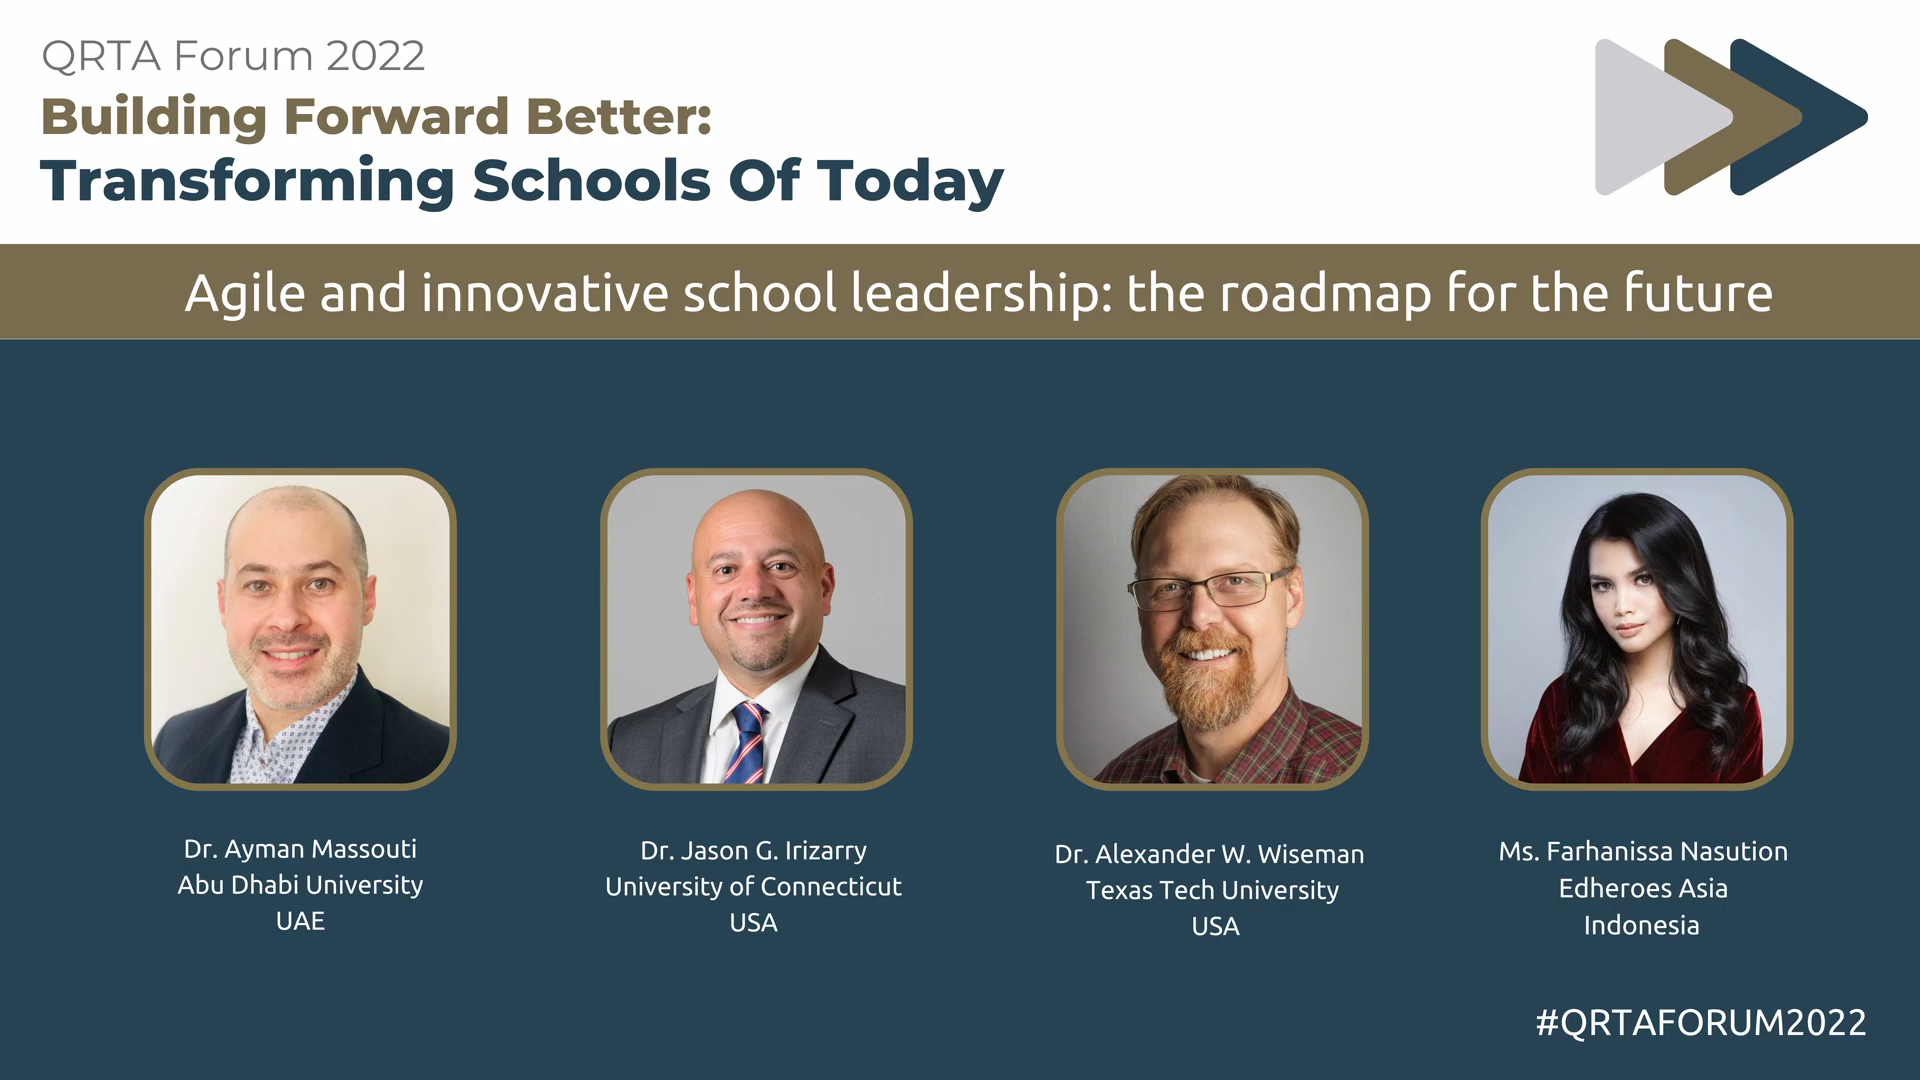 QRTA Forum 2022
Building Forward Better:
Transforming Schools Of Today
Agile and innovative school leadership: the roadmap for the future
Dr. Ayman Massouti
Abu Dhabi University
UAE
Dr. Jason G. Irizarry
University of Connecticut
USA
Dr. Alexander W. Wiseman
Texas Tech University
USA
Ms. Farhanissa Nasution
Edheroes Asia
Indonesia
#QRTAFORUM2022